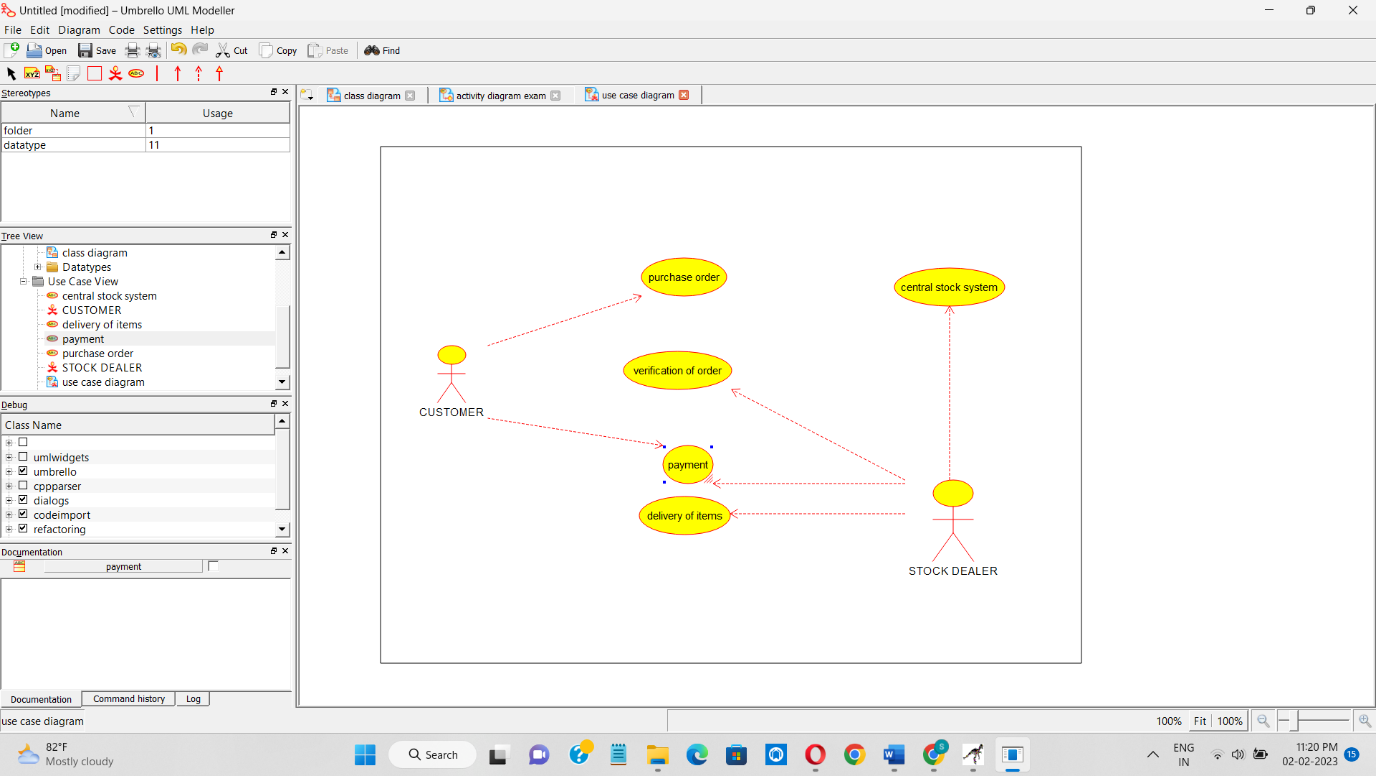 Untitled [modified] – Umbrello UML Modeller
File Edit Diagram Code Settings Help
Open Save Cut Copy Paste Find
XYZ ABC
Stereotypes
Name Usage
folder 1
datatype 11
Tree View
class diagram
Datatypes
Use Case View
central stock system
CUSTOMER
delivery of items
payment
purchase order
STOCK DEALER
use case diagram
Debug
Class Name
umlwidgets
umbrello
cppparser
dialogs
codeimport
refactoring
Documentation
payment
Documentation Command history Log
use case diagram
class diagram activity diagram exam use case diagram
purchase order
central stock system
verification of order
CUSTOMER
payment
delivery of items
STOCK DEALER
100% Fit 100%
82°F
Mostly cloudy
Search
ENG
IN
11:20 PM
02-02-2023
15